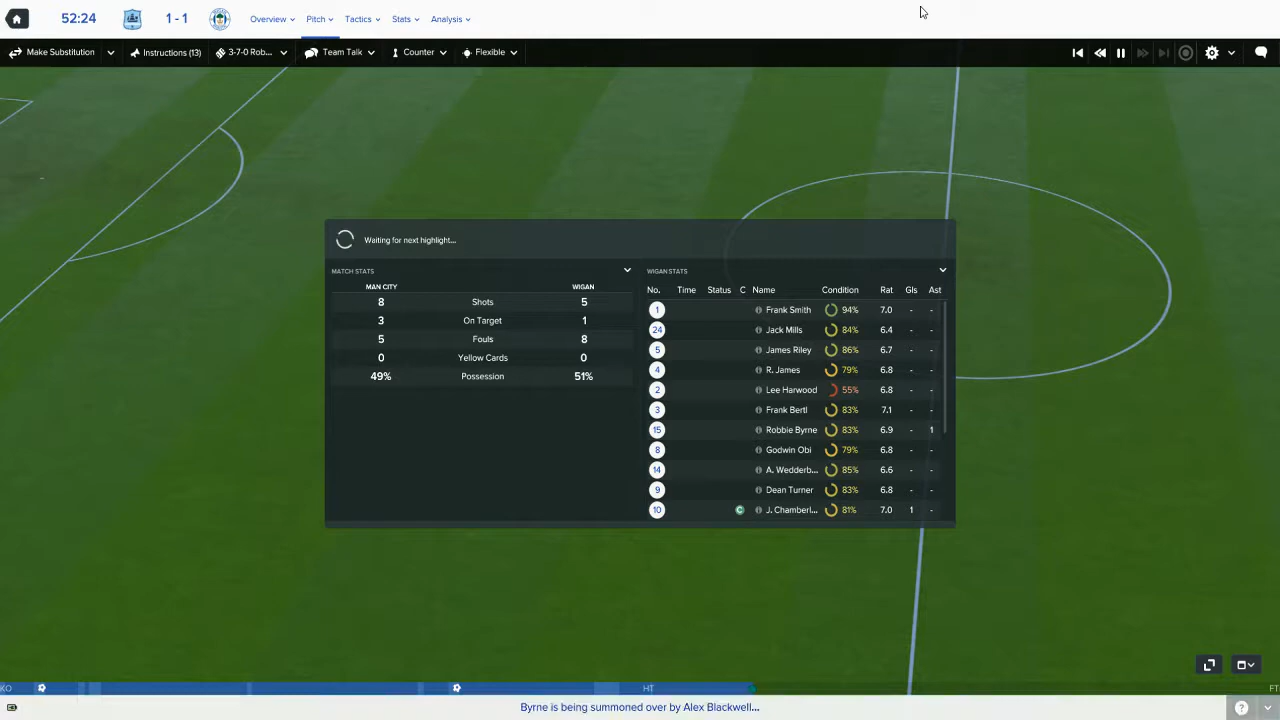 52:24 1 - 1 Overview Pitch Tactics Stats Analysis
Make Substitution Instructions (13) 3-7-0 Rob... Team Talk Counter Flexible
Waiting for next highlight...
MATCH STATS
MAN CITY WIGAN
8 Shots 5
3 On Target 1
5 Fouls 8
0 Yellow Cards 0
49% Possession 51%
WIGAN STATS
No. Time Status C Name Condition Rat Gls Ast
1 Frank Smith 94% 7.0 - -
24 Jack Mills 84% 6.4 - -
5 James Riley 86% 6.7 - -
4 R. James 79% 6.8 - -
2 Lee Harwood 55% 6.8 - -
3 Frank Bertl 83% 7.1 - -
15 Robbie Byrne 83% 6.9 - 1
8 Godwin Obi 79% 6.8 - -
14 A. Wedderb... 85% 6.6 - -
9 Dean Turner 83% 6.8 - -
10 C J. Chamberl... 81% 7.0 1 -
KO HT FT
Byrne is being summoned over by Alex Blackwell...
?